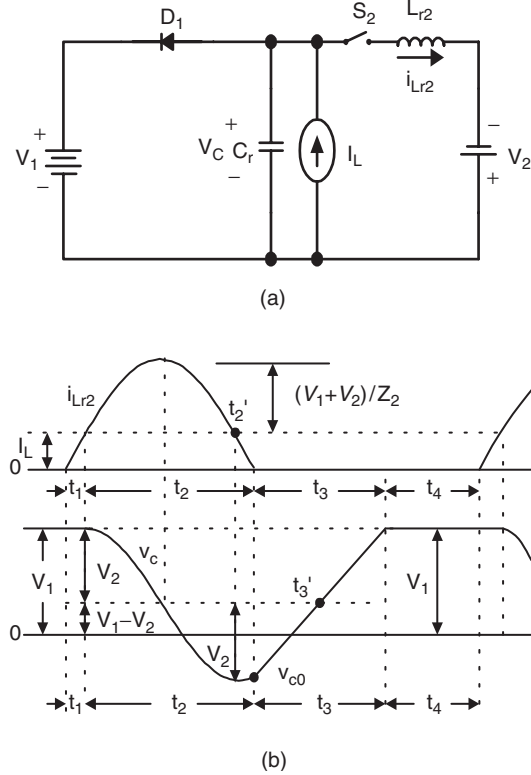 D1 S2 Lr2
iLr2
+ + −
V1 VC Cr IL V2
− − +
(a)
iLr2 (V1+V2)/Z2
t2'
IL
0
t1 t2 t3 t4
vc
V2 t3'
V1 V1
V1−V2
0
V2
vc0
t1 t2 t3 t4
(b)